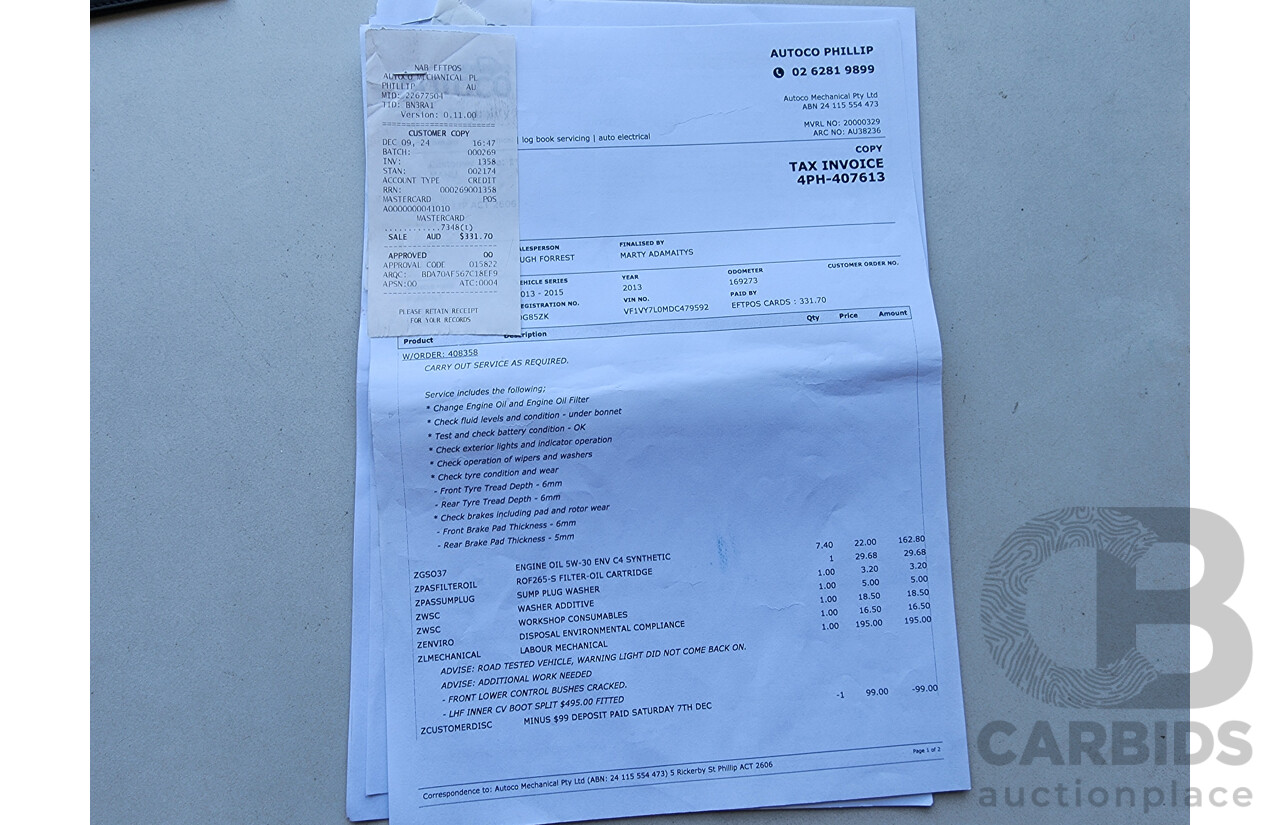 NAB EFTPOS
AUTOCO MECHANICAL PL
PHILLIP AU
MID: 22677504
TID: BN3RA1
Version: 0.11.00
CUSTOMER COPY
DEC 09, 24 16:47
BATCH: 000269
INV: 1358
STAN: 002174
ACCOUNT TYPE CREDIT
RRN: 000269001358
MASTERCARD POS
A0000000041010
MASTERCARD
............7348(t)
SALE AUD $331.70
APPROVED 00
APPROVAL CODE 015822
ARQC: BDA70AF567C18EF9
APSN:00 ATC:0004
PLEASE RETAIN RECEIPT
FOR YOUR RECORDS
AUTOCO PHILLIP
02 6281 9899
Autoco Mechanical Pty Ltd
ABN 24 115 554 473
MVRL NO: 20000329
ARC NO: AU38236
| log book servicing | auto electrical
COPY
TAX INVOICE
4PH-407613
ALESPERSON FINALISED BY
UGH FORREST MARTY ADAMAITYS
EHICLE SERIES YEAR ODOMETER CUSTOMER ORDER NO.
013 - 2015 2013 169273
EGISTRATION NO. VIN NO. PAID BY
G85ZK VF1VY7L0MDC479592 EFTPOS CARDS : 331.70
Product Description Qty Price Amount
W/ORDER: 408358
CARRY OUT SERVICE AS REQUIRED.
Service includes the following;
* Change Engine Oil and Engine Oil Filter
* Check fluid levels and condition - under bonnet
* Test and check battery condition - OK
* Check exterior lights and indicator operation
* Check operation of wipers and washers
* Check tyre condition and wear
- Front Tyre Tread Depth - 6mm
- Rear Tyre Tread Depth - 6mm
* Check brakes including pad and rotor wear
- Front Brake Pad Thickness - 6mm
- Rear Brake Pad Thickness - 5mm
ZGSO37 ENGINE OIL 5W-30 ENV C4 SYNTHETIC 7.40 22.00 162.80
ZPASFILTEROIL ROF265-S FILTER-OIL CARTRIDGE 1 29.68 29.68
ZPASSUMPLUG SUMP PLUG WASHER 1.00 3.20 3.20
ZWSC WASHER ADDITIVE 1.00 5.00 5.00
ZWSC WORKSHOP CONSUMABLES 1.00 18.50 18.50
ZENVIRO DISPOSAL ENVIRONMENTAL COMPLIANCE 1.00 16.50 16.50
ZLMECHANICAL LABOUR MECHANICAL 1.00 195.00 195.00
ADVISE: ROAD TESTED VEHICLE, WARNING LIGHT DID NOT COME BACK ON.
ADVISE: ADDITIONAL WORK NEEDED
- FRONT LOWER CONTROL BUSHES CRACKED.
- LHF INNER CV BOOT SPLIT $495.00 FITTED
ZCUSTOMERDISC MINUS $99 DEPOSIT PAID SATURDAY 7TH DEC -1 99.00 -99.00
Page 1 of 2
Correspondence to: Autoco Mechanical Pty Ltd (ABN: 24 115 554 473) 5 Rickerby St Phillip ACT 2606
CB
CARBIDS
auctionplace